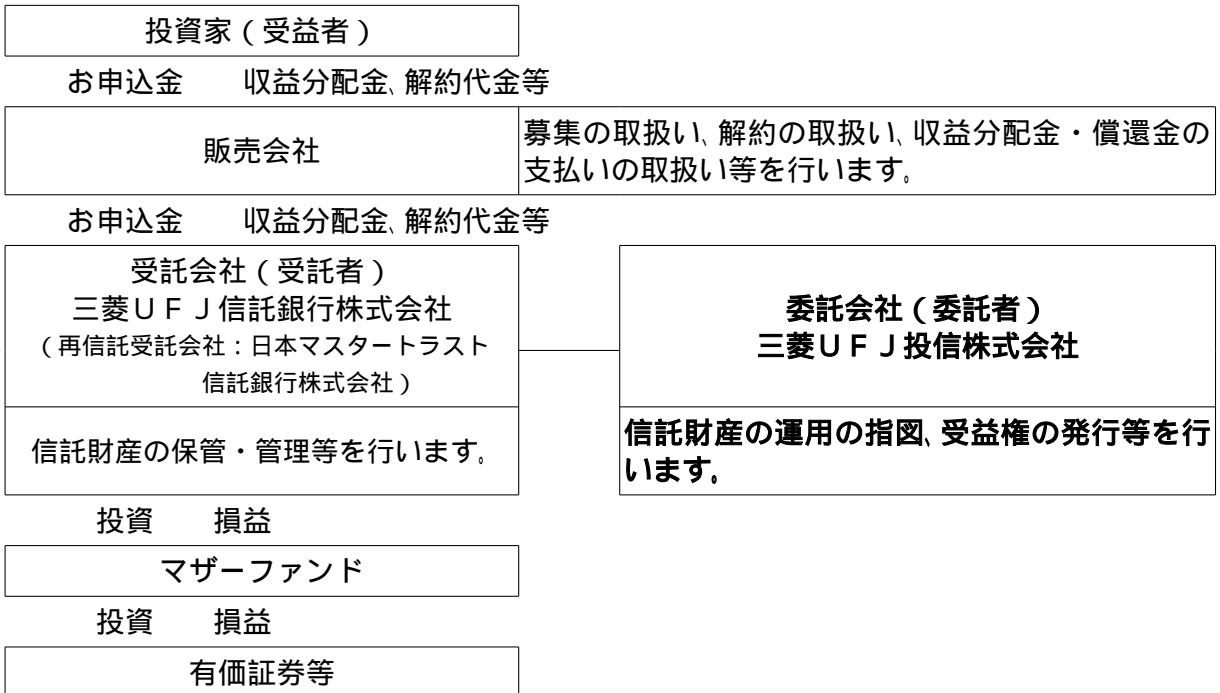 投資家(受益者)
お申込金　　収益分配金､解約代金等
販売会社
募集の取扱い､解約の取扱い､収益分配金・償還金の
支払いの取扱い等を行います｡
お申込金　　収益分配金､解約代金等
受託会社(受託者)
三菱UFJ信託銀行株式会社
(再信託受託会社:日本マスタートラスト
信託銀行株式会社)
委託会社(委託者)
三菱UFJ投信株式会社
信託財産の保管・管理等を行います｡
信託財産の運用の指図､受益権の発行等を行
います｡
投資　　損益
マザーファンド
投資　　損益
有価証券等